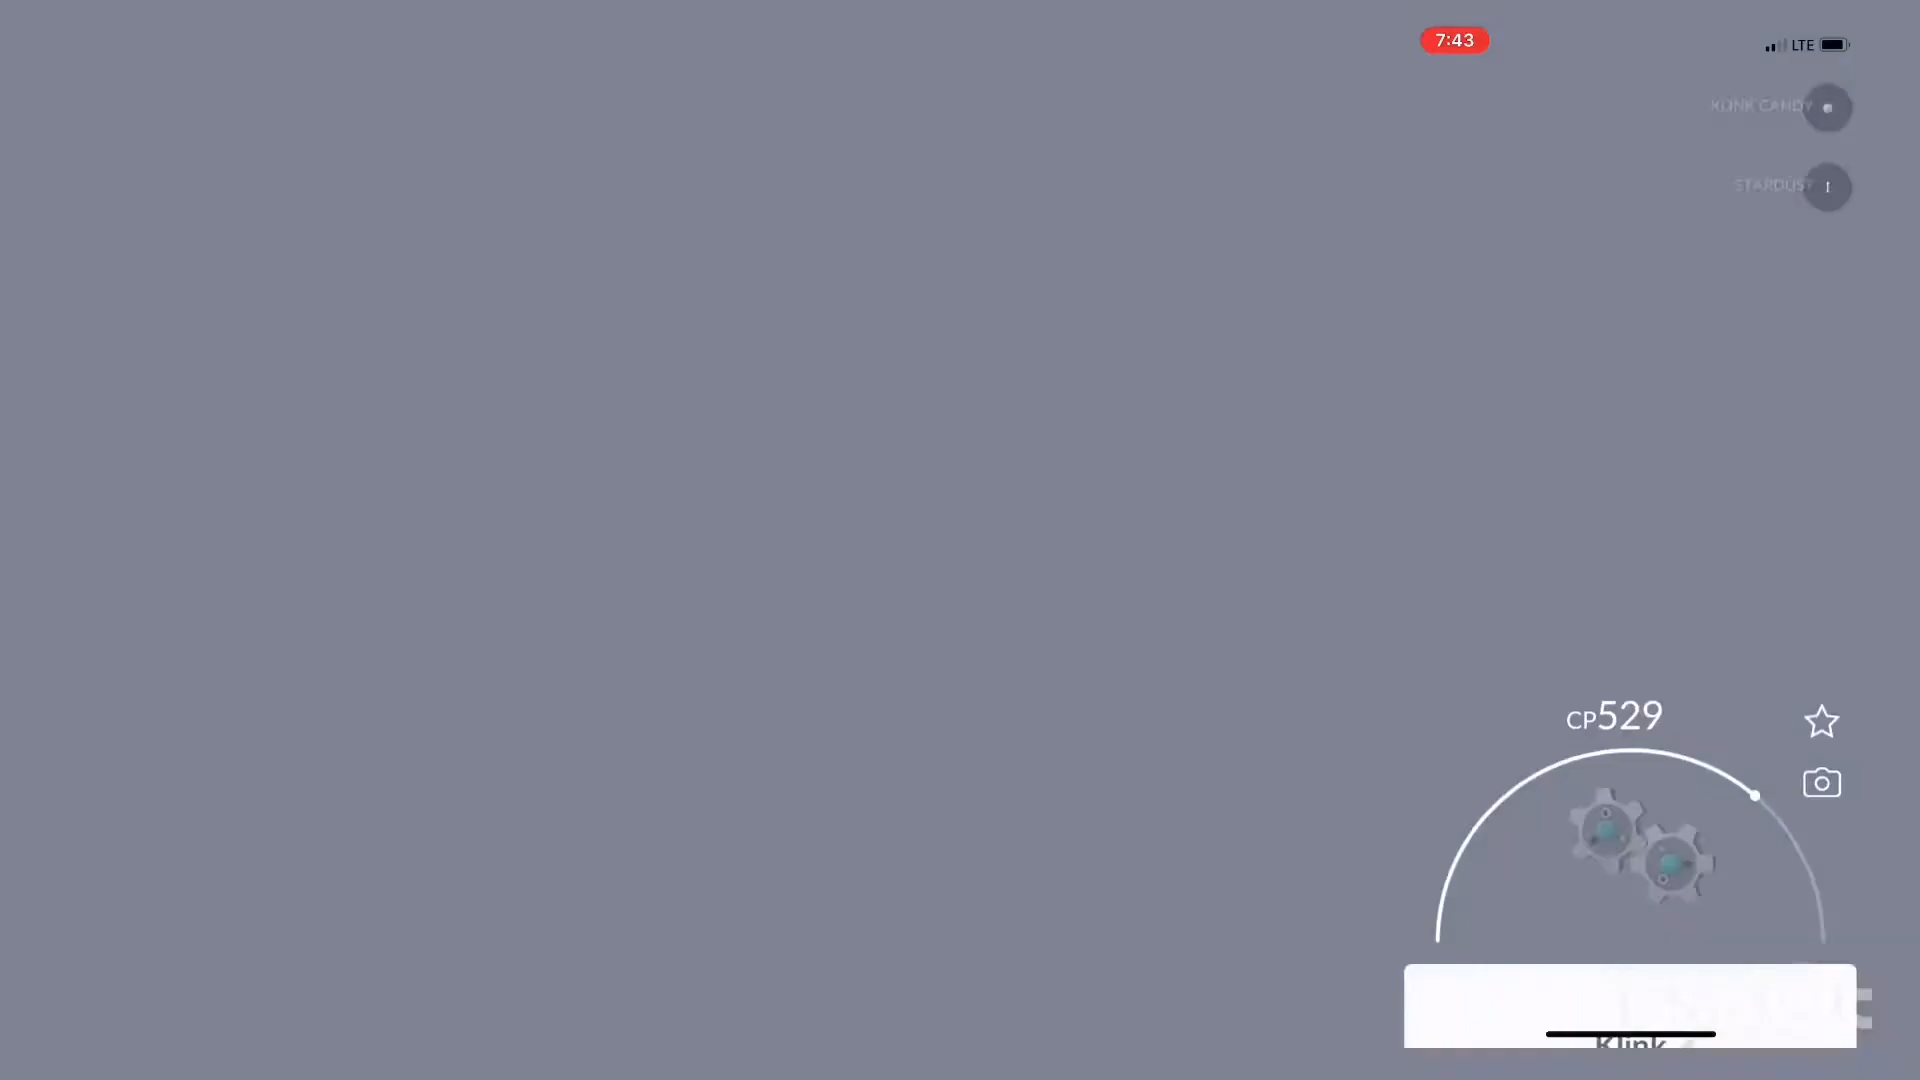 7:43
LTE
KLINK CANDY
STARDUST
CP529
Klink